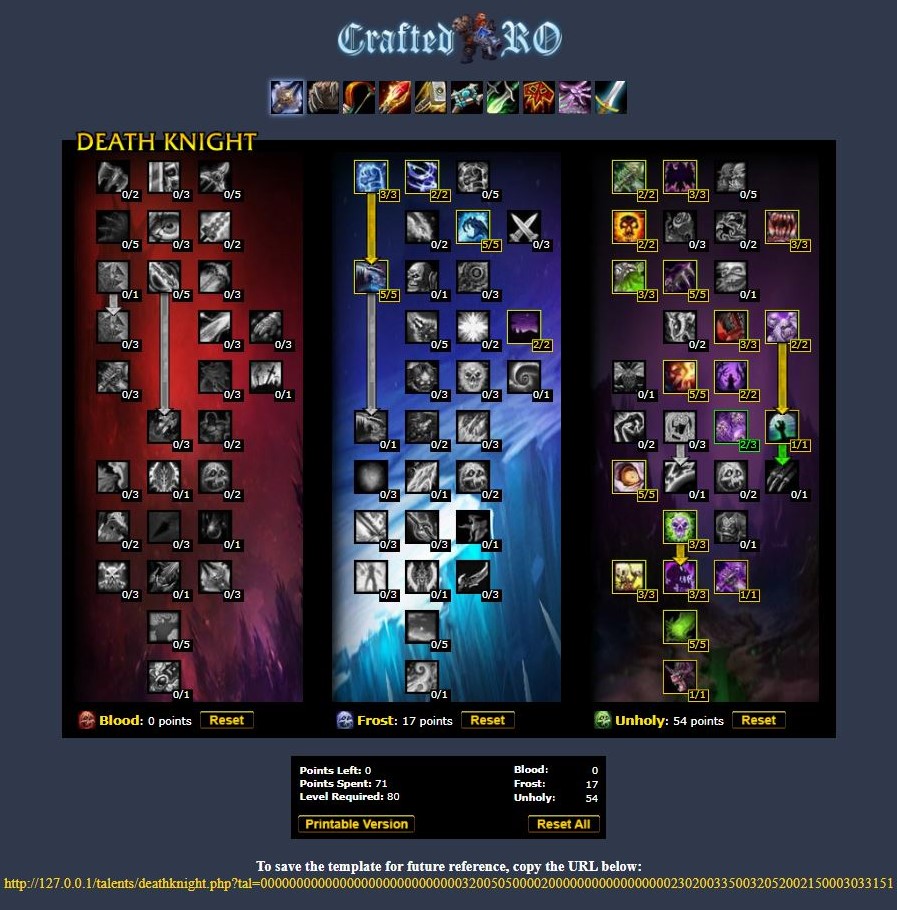 Crafted RO
DEATH KNIGHT
0/2 0/3 0/5 3/3 2/2 0/5 2/2 3/3 0/5
0/5 0/3 0/2 0/2 5/5 0/3 2/2 0/3 0/2 3/3
0/1 0/5 0/3 5/5 0/1 0/3 3/3 5/5 0/1
0/3 0/3 0/3 0/5 0/2 2/2 0/2 3/3 2/2
0/3 0/3 0/1 0/3 0/3 0/1 0/1 5/5 2/2
0/3 0/2 0/1 0/2 0/3 0/2 0/3 2/3 1/1
0/3 0/1 0/2 0/3 0/1 0/2 5/5 0/1 0/2 0/1
0/2 0/3 0/1 0/3 0/3 0/1 3/3 0/1
0/3 0/1 0/3 0/3 0/1 0/3 3/3 3/3 1/1
0/5 0/5 5/5
0/1 0/1 1/1
Blood: 0 points Reset Frost: 17 points Reset Unholy: 54 points Reset
Points Left: 0 Blood: 0
Points Spent: 71 Frost: 17
Level Required: 80 Unholy: 54
Printable Version Reset All
To save the template for future reference, copy the URL below:
http://127.0.0.1/talents/deathknight.php?tal=0000000000000000000000000000320050500002000000000000000002302003350032052002150003033151